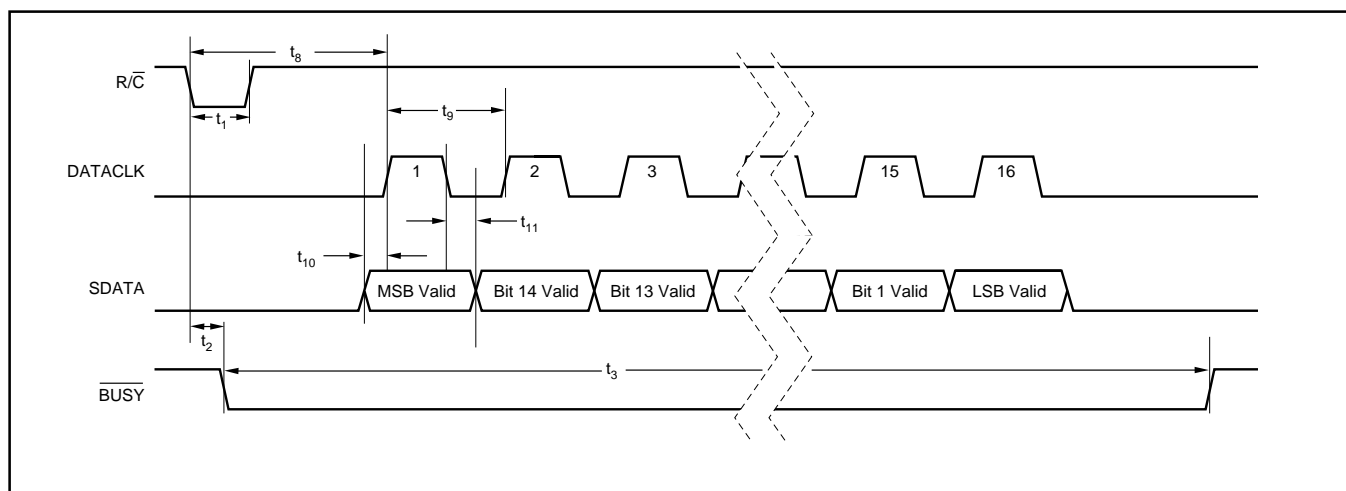 t8
R/C̅
t1
t9
DATACLK
1
2
3
15
16
t11
t10
SDATA
MSB Valid
Bit 14 Valid
Bit 13 Valid
Bit 1 Valid
LSB Valid
t2
t3
B̅U̅S̅Y̅